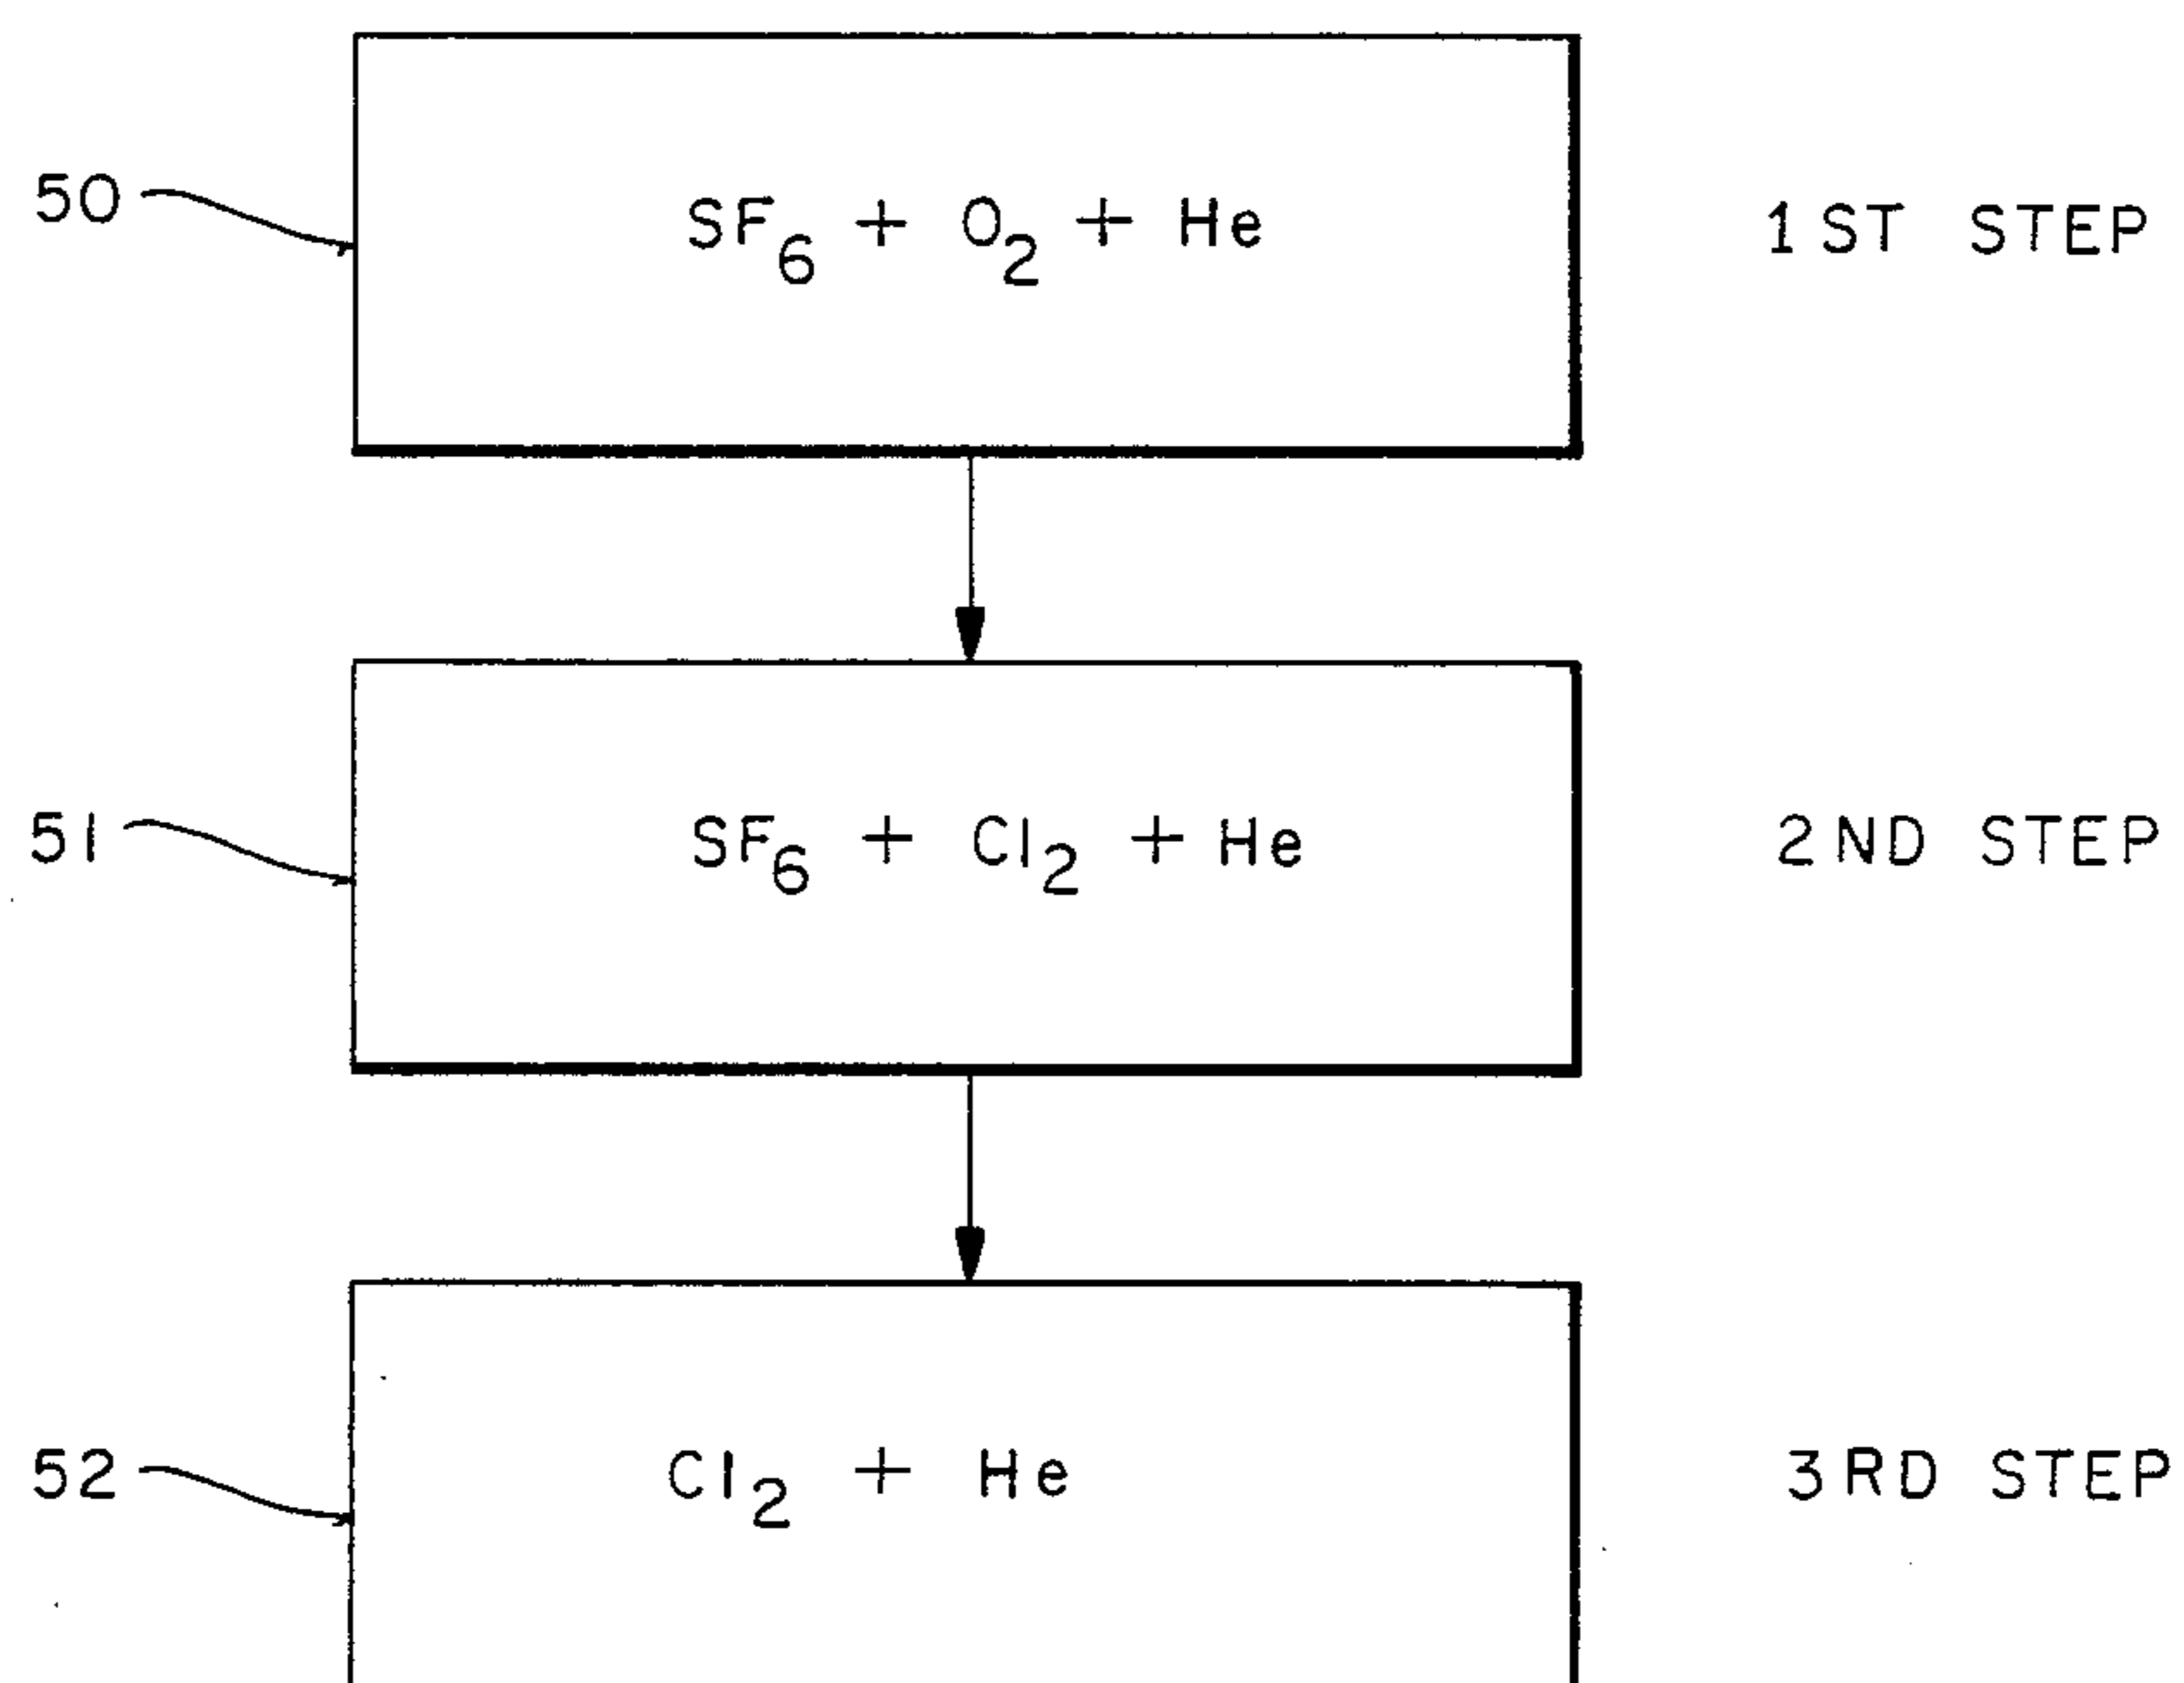 50 SF6 + O2 + He 1ST STEP
51 SF6 + Cl2 + He 2ND STEP
52 Cl2 + He 3RD STEP